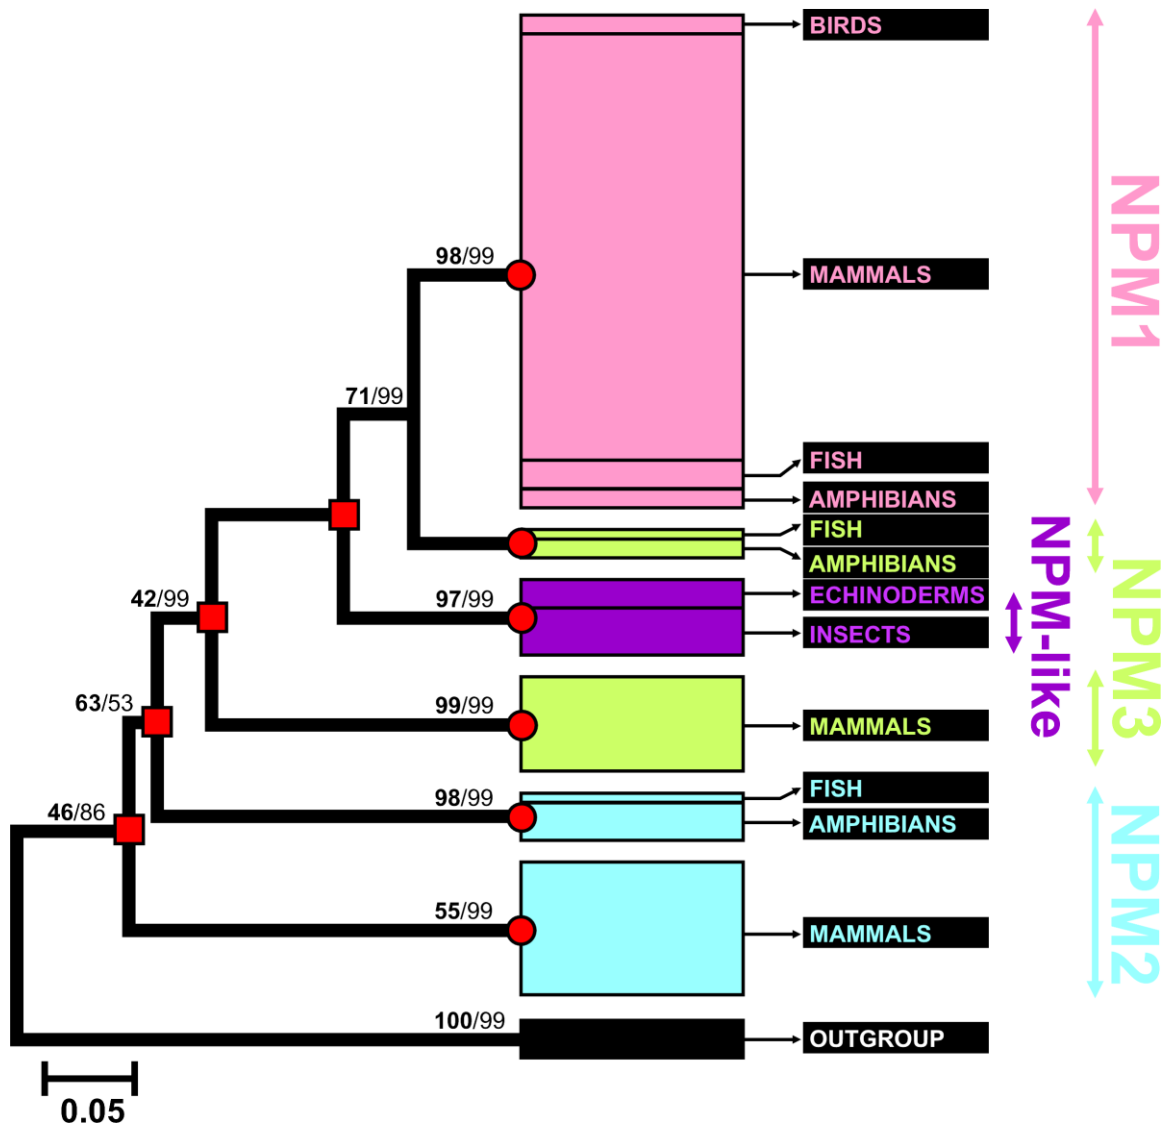 BIRDS
98/99
MAMMALS
71/99
FISH
AMPHIBIANS
FISH
AMPHIBIANS
42/99
97/99
ECHINODERMS
INSECTS
63/53
99/99
MAMMALS
46/86
98/99
FISH
AMPHIBIANS
55/99
MAMMALS
100/99
OUTGROUP
0.05
NPM1
NPM-like
NPM3
NPM2